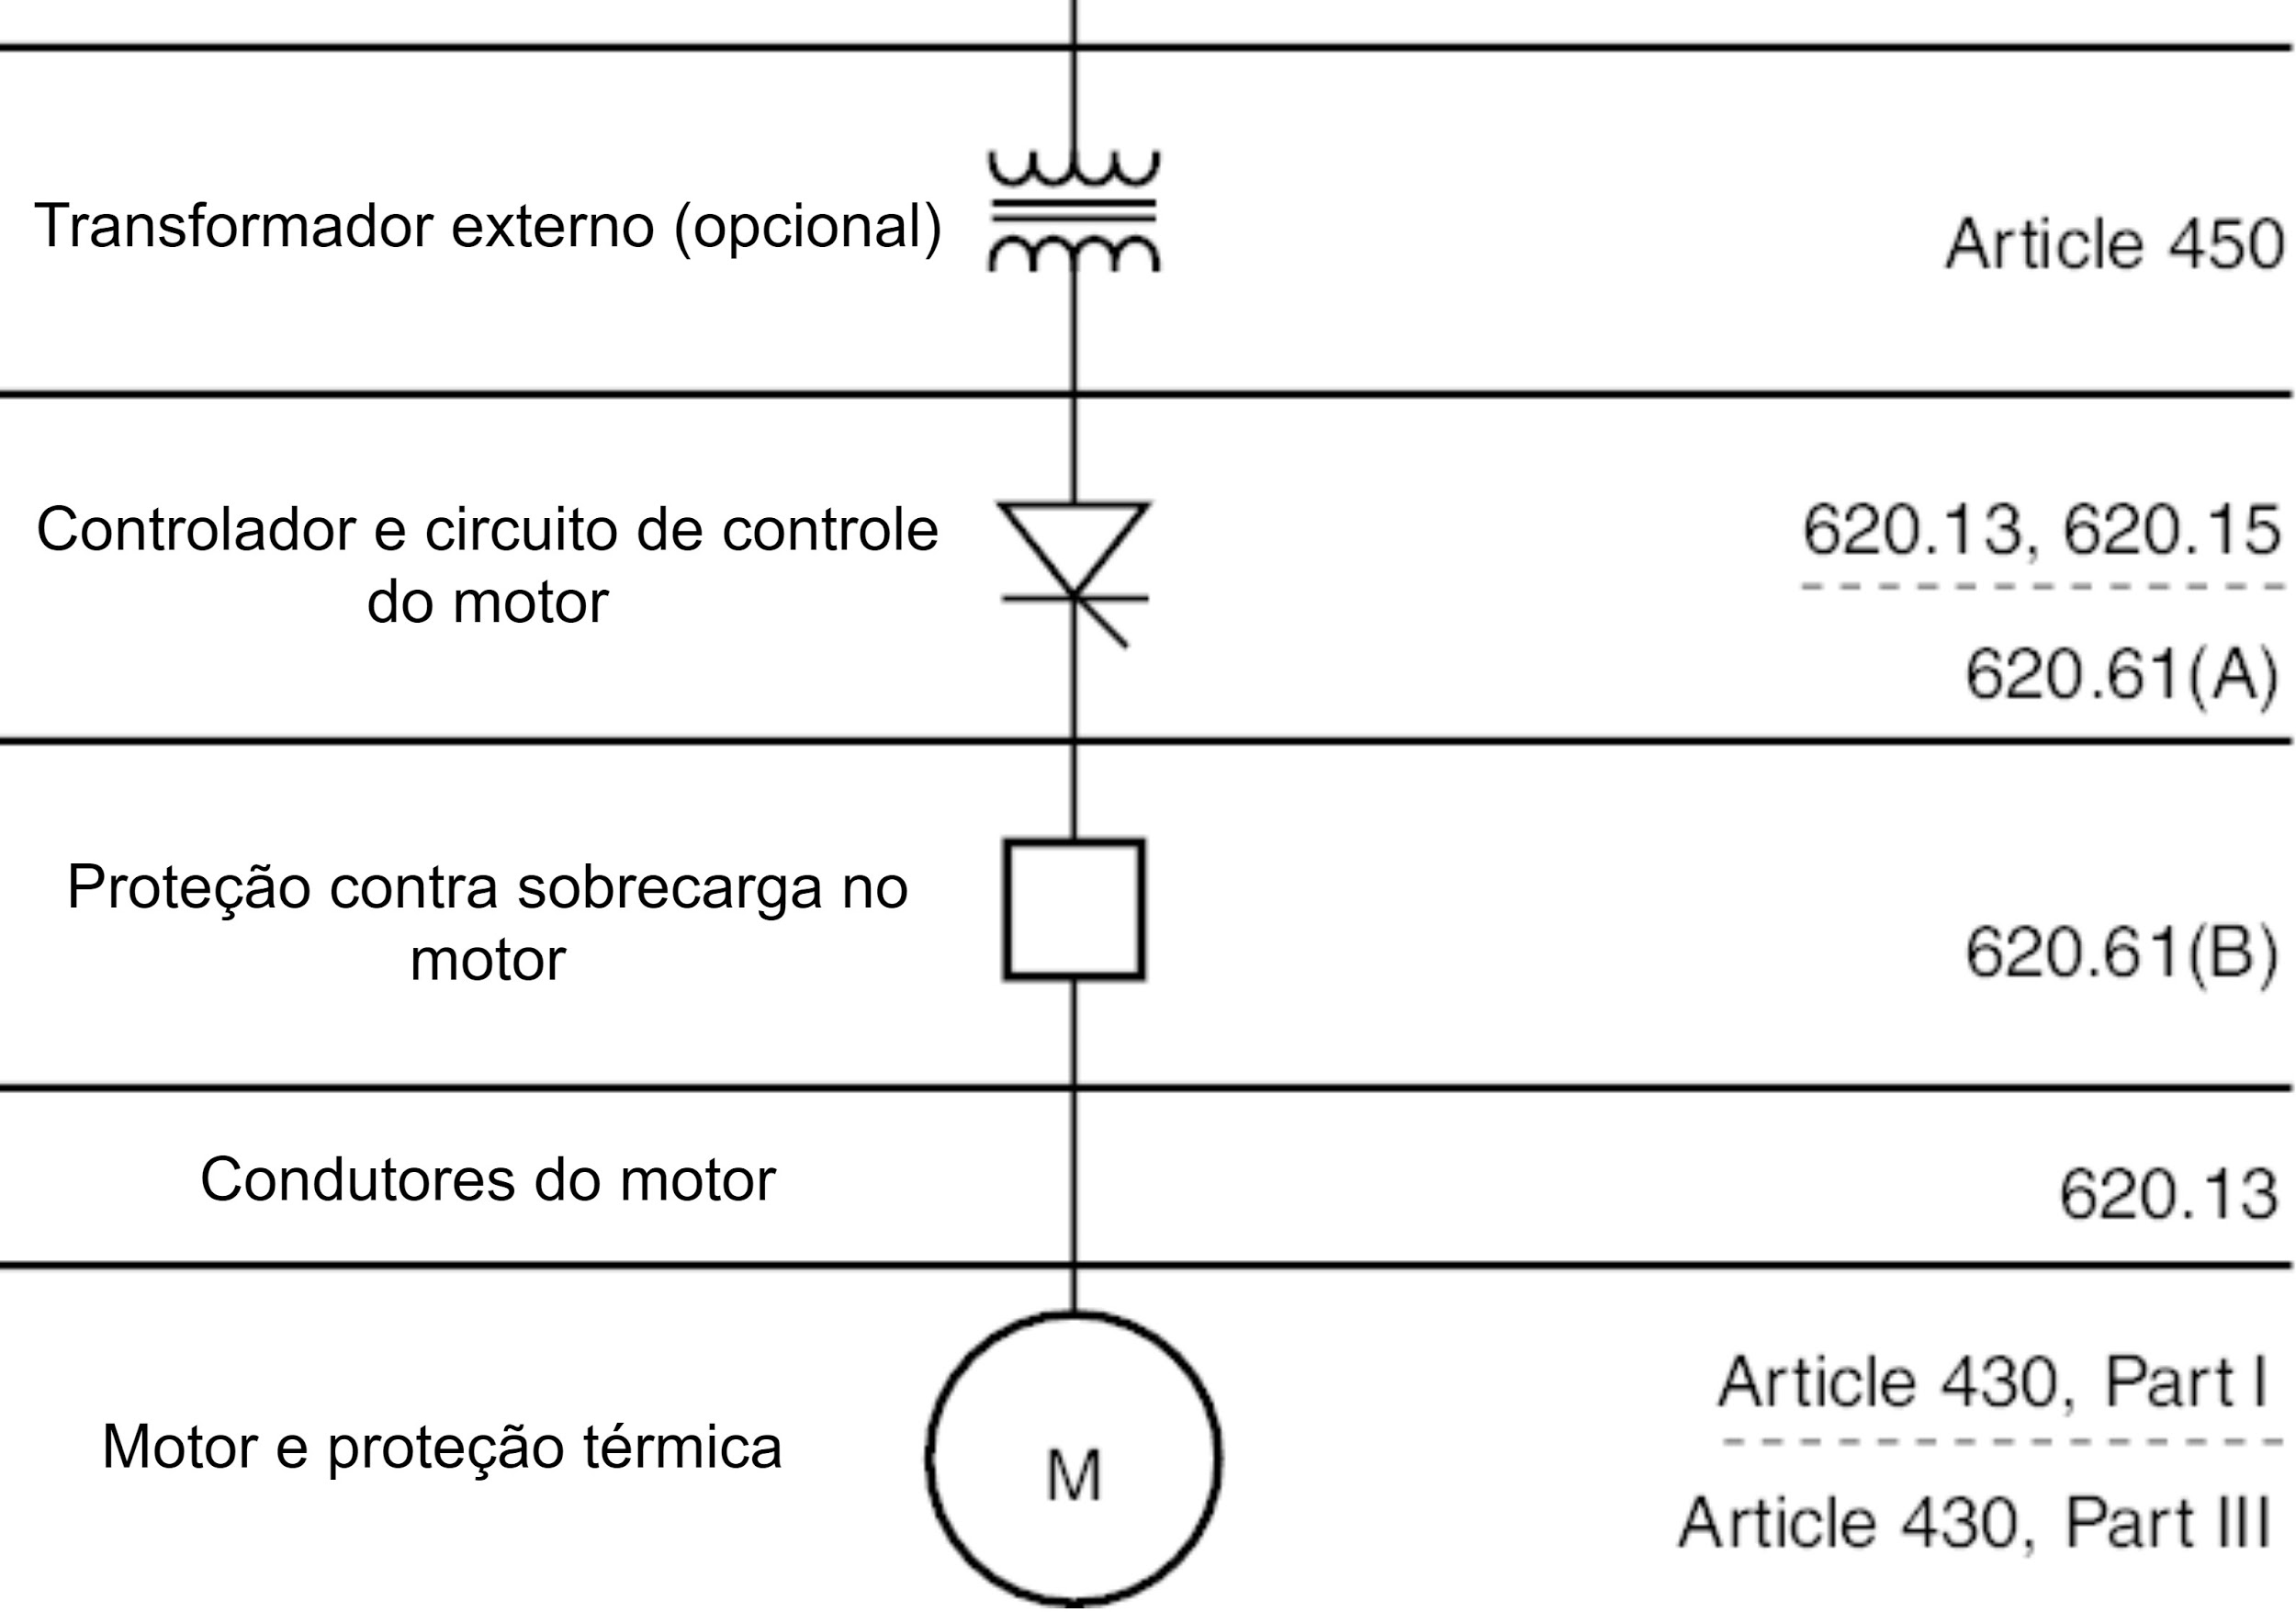 Transformador externo (opcional)
Article 450
Controlador e circuito de controle
do motor
620.13, 620.15
620.61(A)
Proteção contra sobrecarga no
motor
620.61(B)
Condutores do motor
620.13
Motor e proteção térmica
M
Article 430, Part I
Article 430, Part III